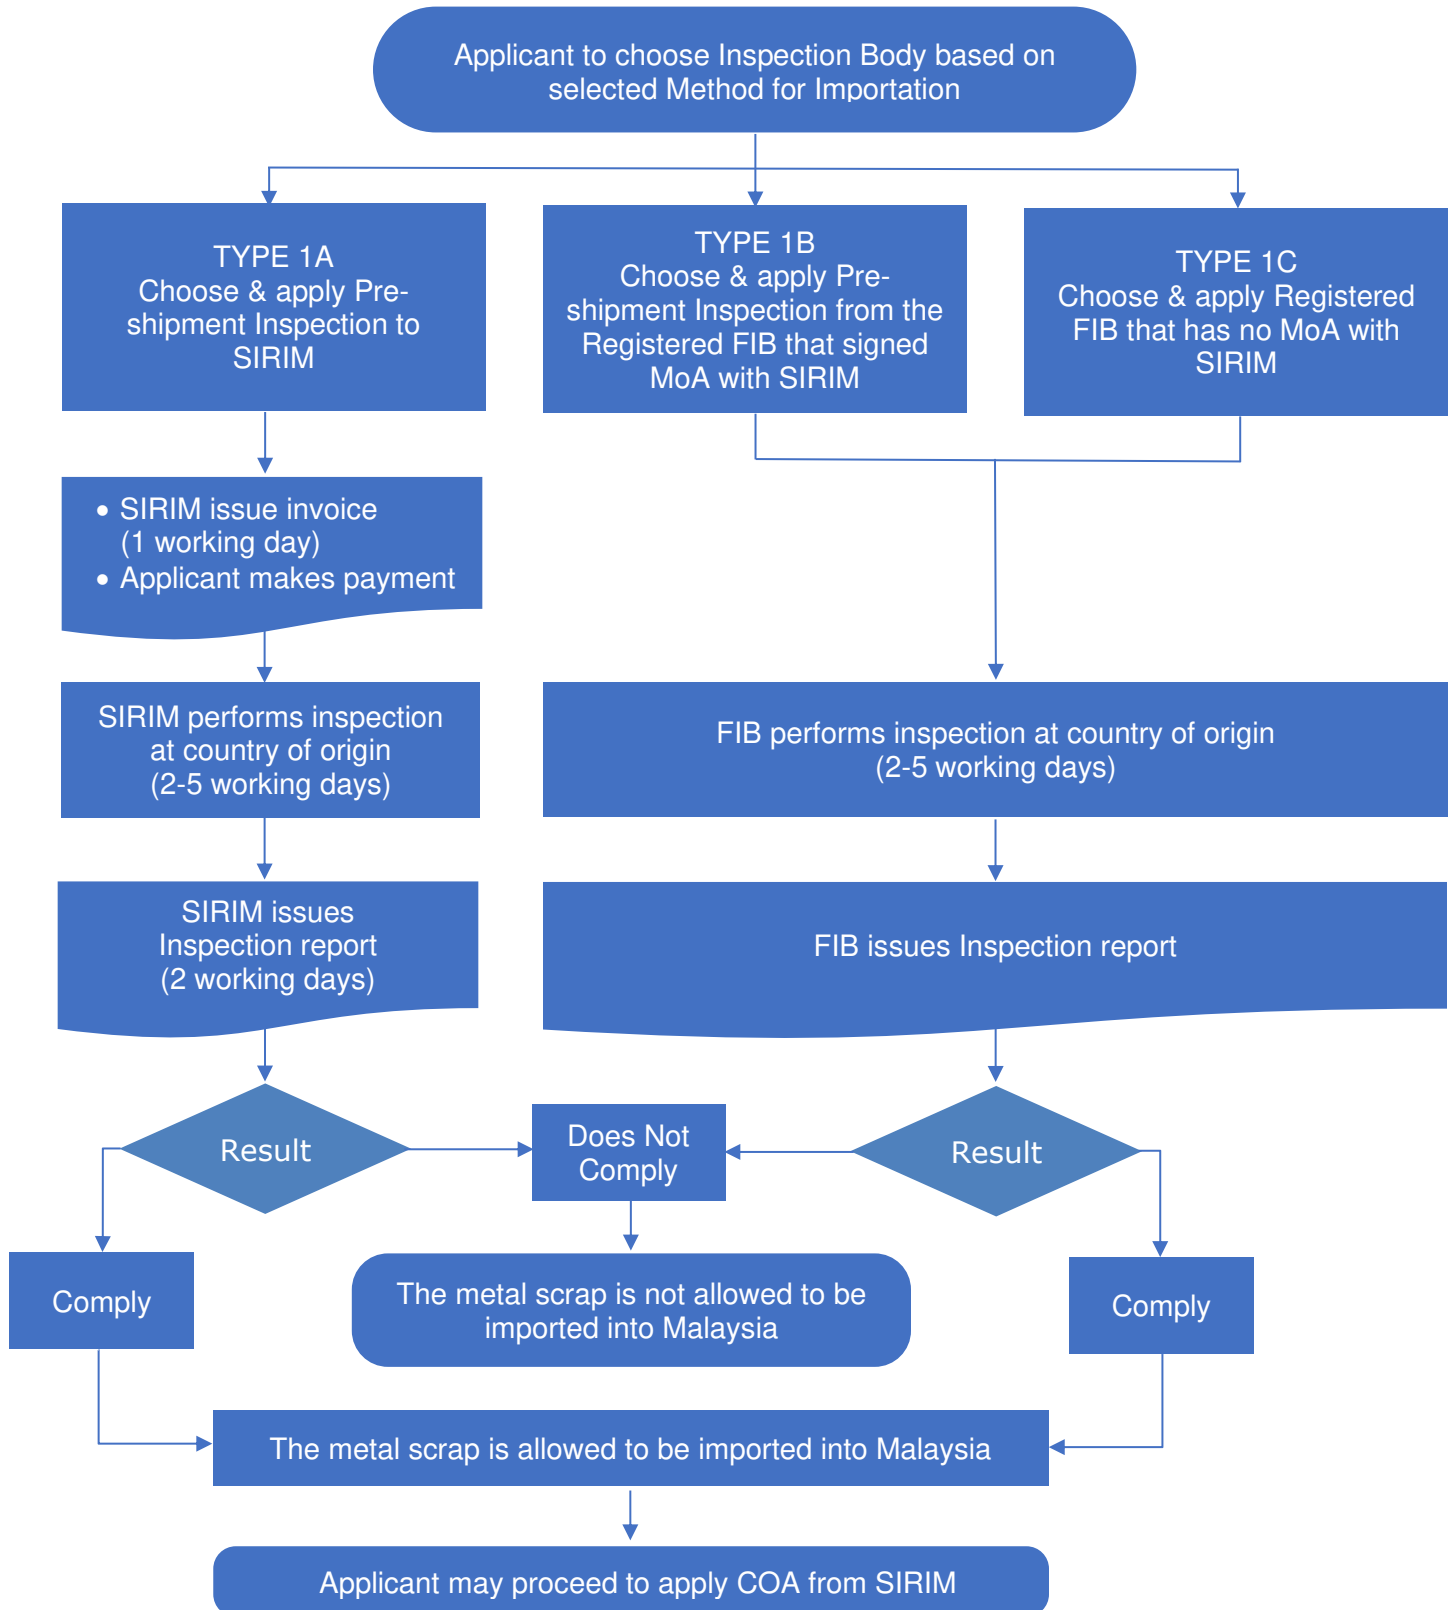 Applicant to choose Inspection Body based on
selected Method for Importation
TYPE 1A
Choose & apply Pre-
shipment Inspection to
SIRIM
TYPE 1B
Choose & apply Pre-
shipment Inspection from the
Registered FIB that signed
MoA with SIRIM
TYPE 1C
Choose & apply Registered
FIB that has no MoA with
SIRIM
• SIRIM issue invoice
(1 working day)
• Applicant makes payment
SIRIM performs inspection
at country of origin
(2-5 working days)
FIB performs inspection at country of origin
(2-5 working days)
SIRIM issues
Inspection report
(2 working days)
FIB issues Inspection report
Result
Does Not
Comply
Result
Comply
The metal scrap is not allowed to be
imported into Malaysia
Comply
The metal scrap is allowed to be imported into Malaysia
Applicant may proceed to apply COA from SIRIM